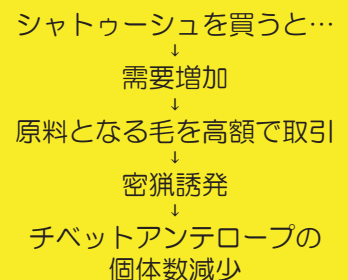 シャトゥーシュを買うと…
↓
需要増加
↓
原料となる毛を高額で取引
↓
密猟誘発
↓
チベットアンテロープの
個体数減少